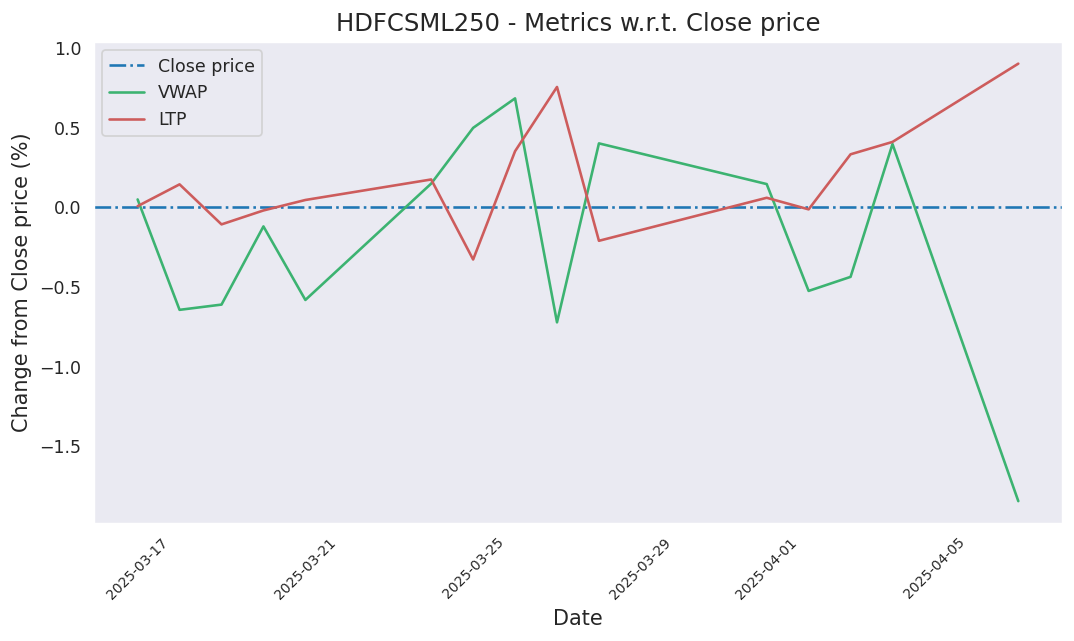 HDFCSML250 - Metrics w.r.t. Close price
Close price
VWAP
LTP
Change from Close price (%)
1.0
0.5
0.0
−0.5
−1.0
−1.5
2025-03-17
2025-03-21
2025-03-25
2025-03-29
2025-04-01
2025-04-05
Date